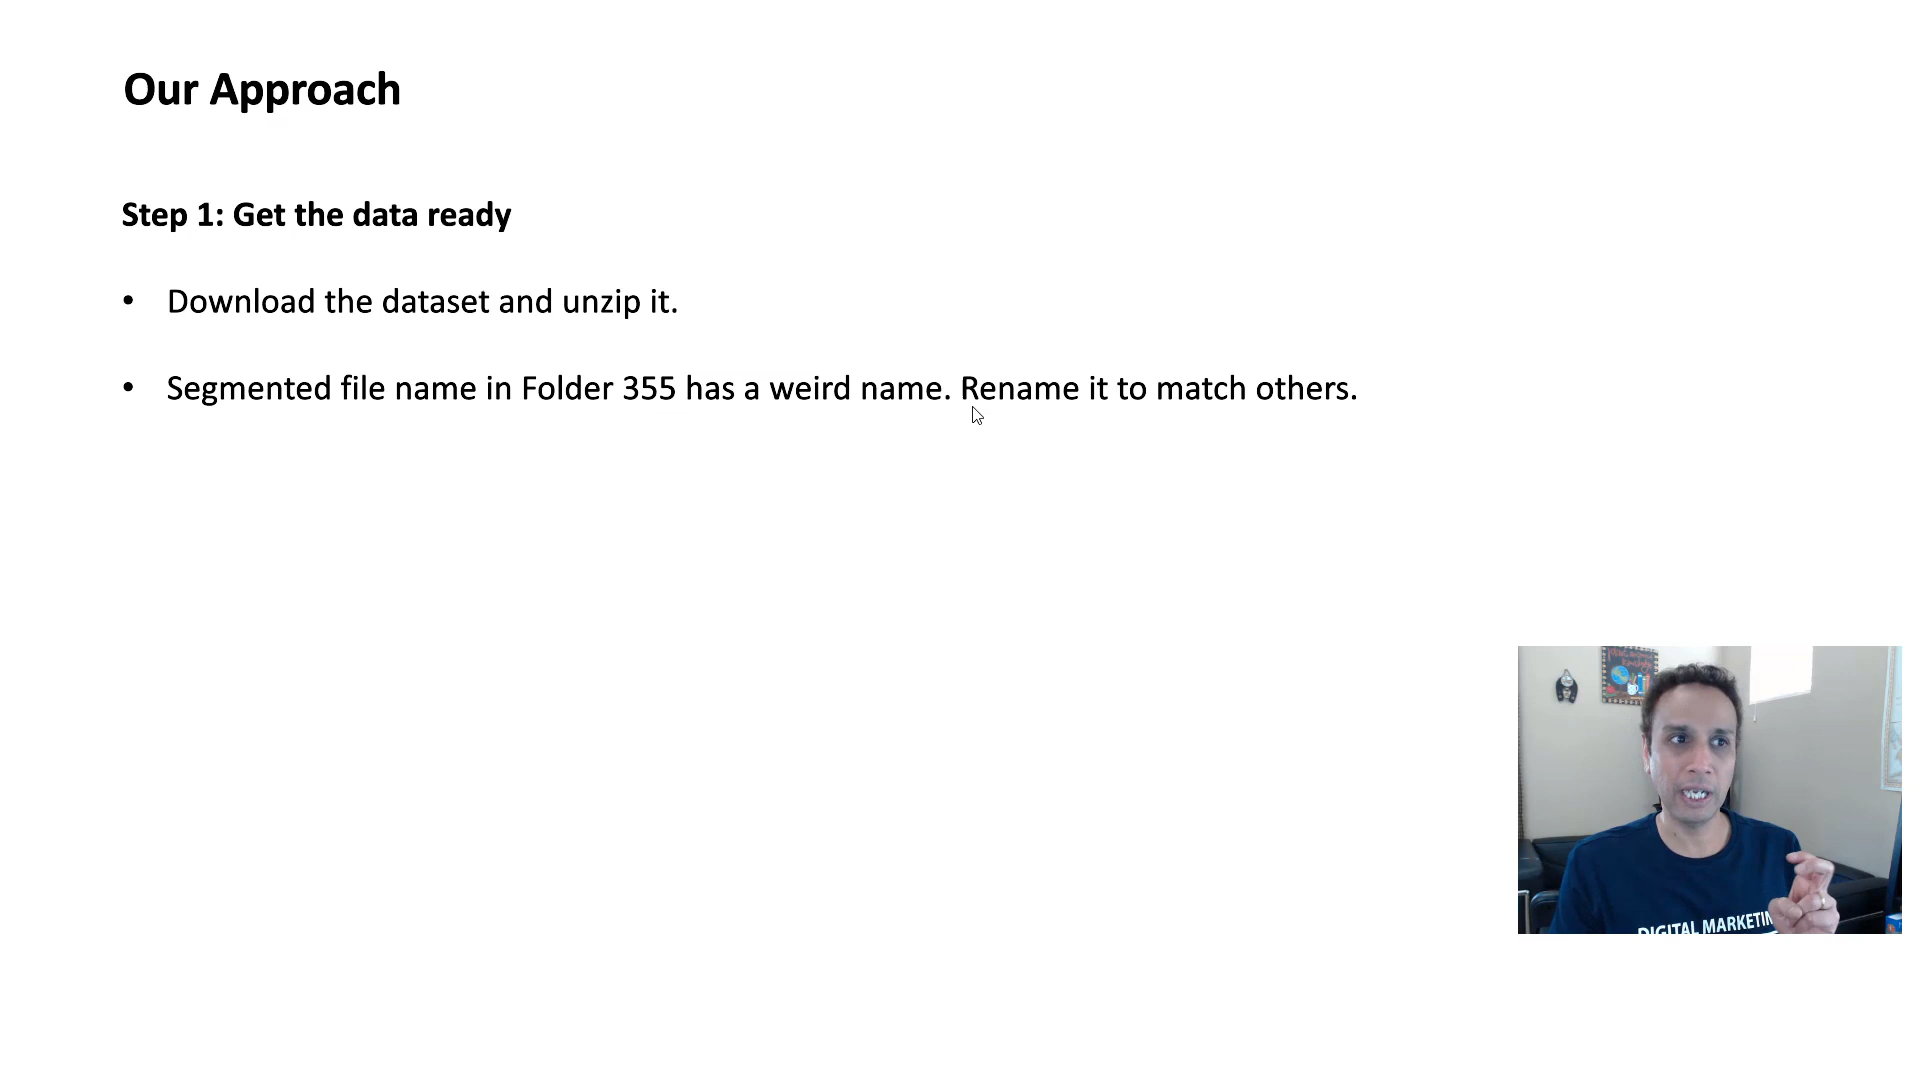 Our Approach
Step 1: Get the data ready
• Download the dataset and unzip it.
• Segmented file name in Folder 355 has a weird name. Rename it to match others.
DIGITAL MARKETIN